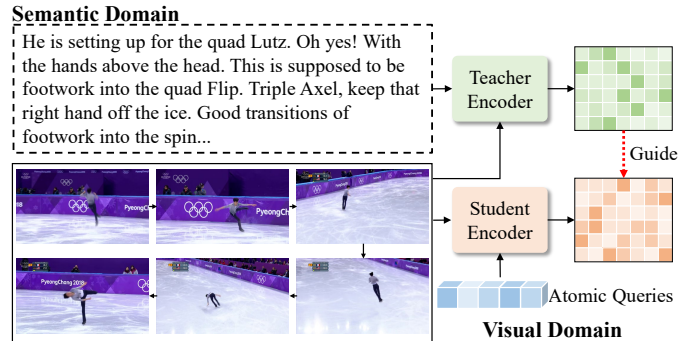 Semantic Domain
He is setting up for the quad Lutz. Oh yes! With
the hands above the head. This is supposed to be
footwork into the quad Flip. Triple Axel, keep that
right hand off the ice. Good transitions of
footwork into the spin...
Teacher
Encoder
Guide
Student
Encoder
Atomic Queries
Visual Domain
2018
PyeongCh
PyeongChang 2018